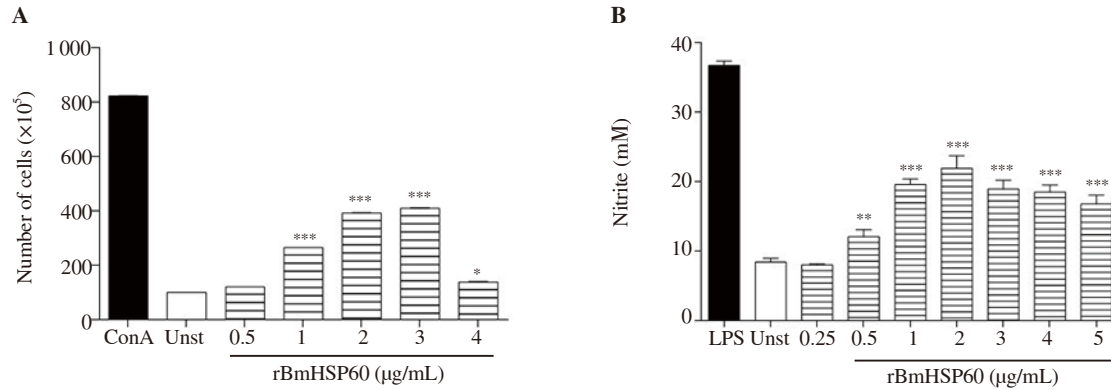 A
Number of cells (×10⁵)
1 000
800
600
400
200
0
***
***
***
*
ConA Unst 0.5 1 2 3 4
rBmHSP60 (μg/mL)
B
Nitrite (mM)
40
30
20
10
0
**
***
***
***
***
***
LPS Unst 0.25 0.5 1 2 3 4 5
rBmHSP60 (μg/mL)